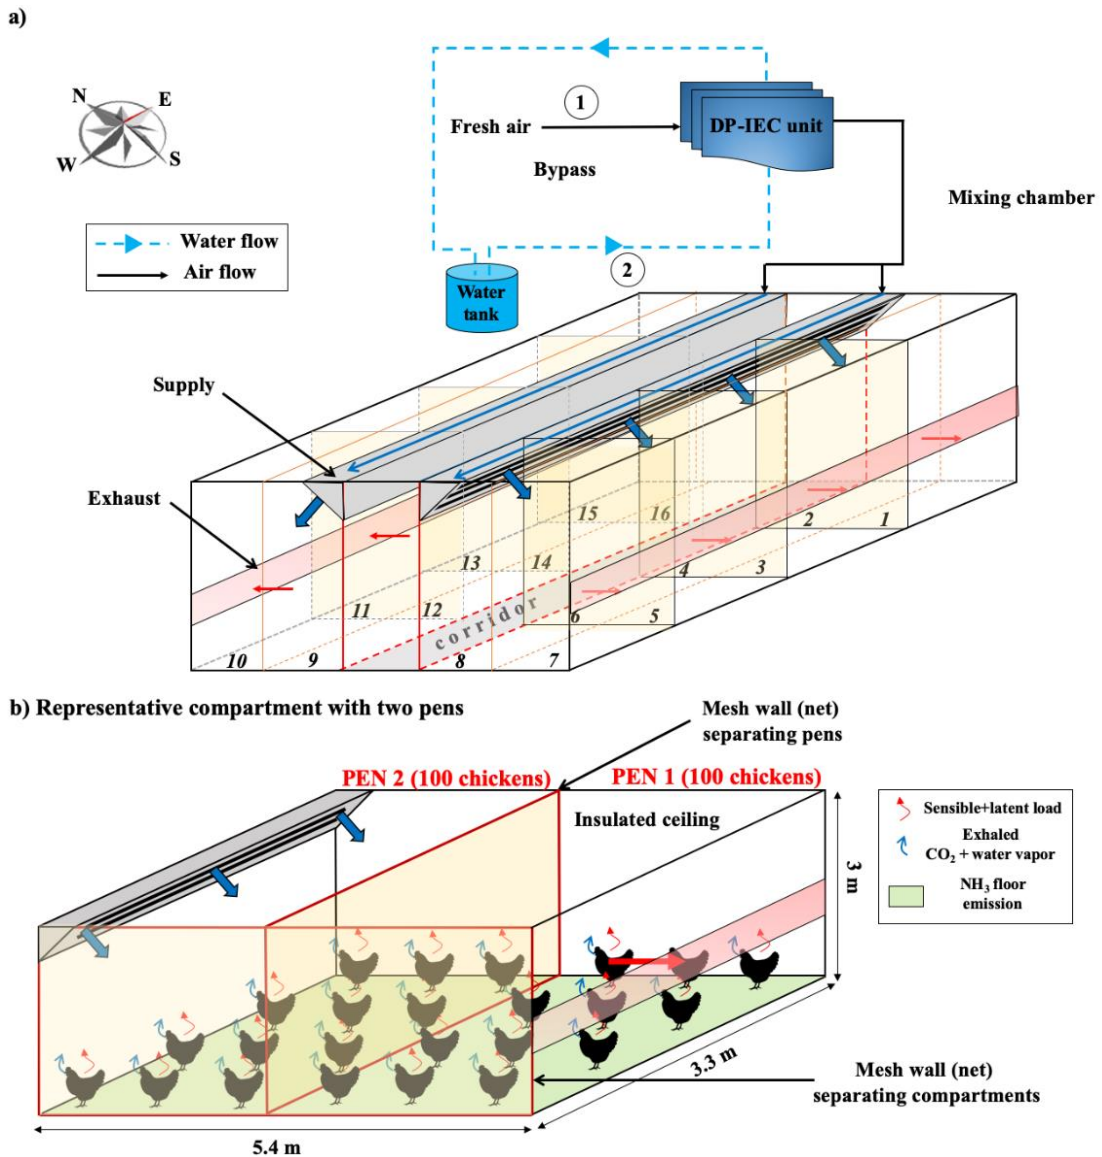 a)
N
E
W
S
1
Fresh air
DP-IEC unit
Bypass
Mixing chamber
Water flow
Air flow
2
Water
tank
Supply
Exhaust
15
16
2
1
13
14
4
3
11
12
6
5
corridor
10
9
8
7
b) Representative compartment with two pens
Mesh wall (net)
separating pens
PEN 2 (100 chickens)
PEN 1 (100 chickens)
Insulated ceiling
Sensible+latent load
Exhaled
CO₂ + water vapor
NH₃ floor
emission
3 m
3.3 m
Mesh wall (net)
separating compartments
5.4 m